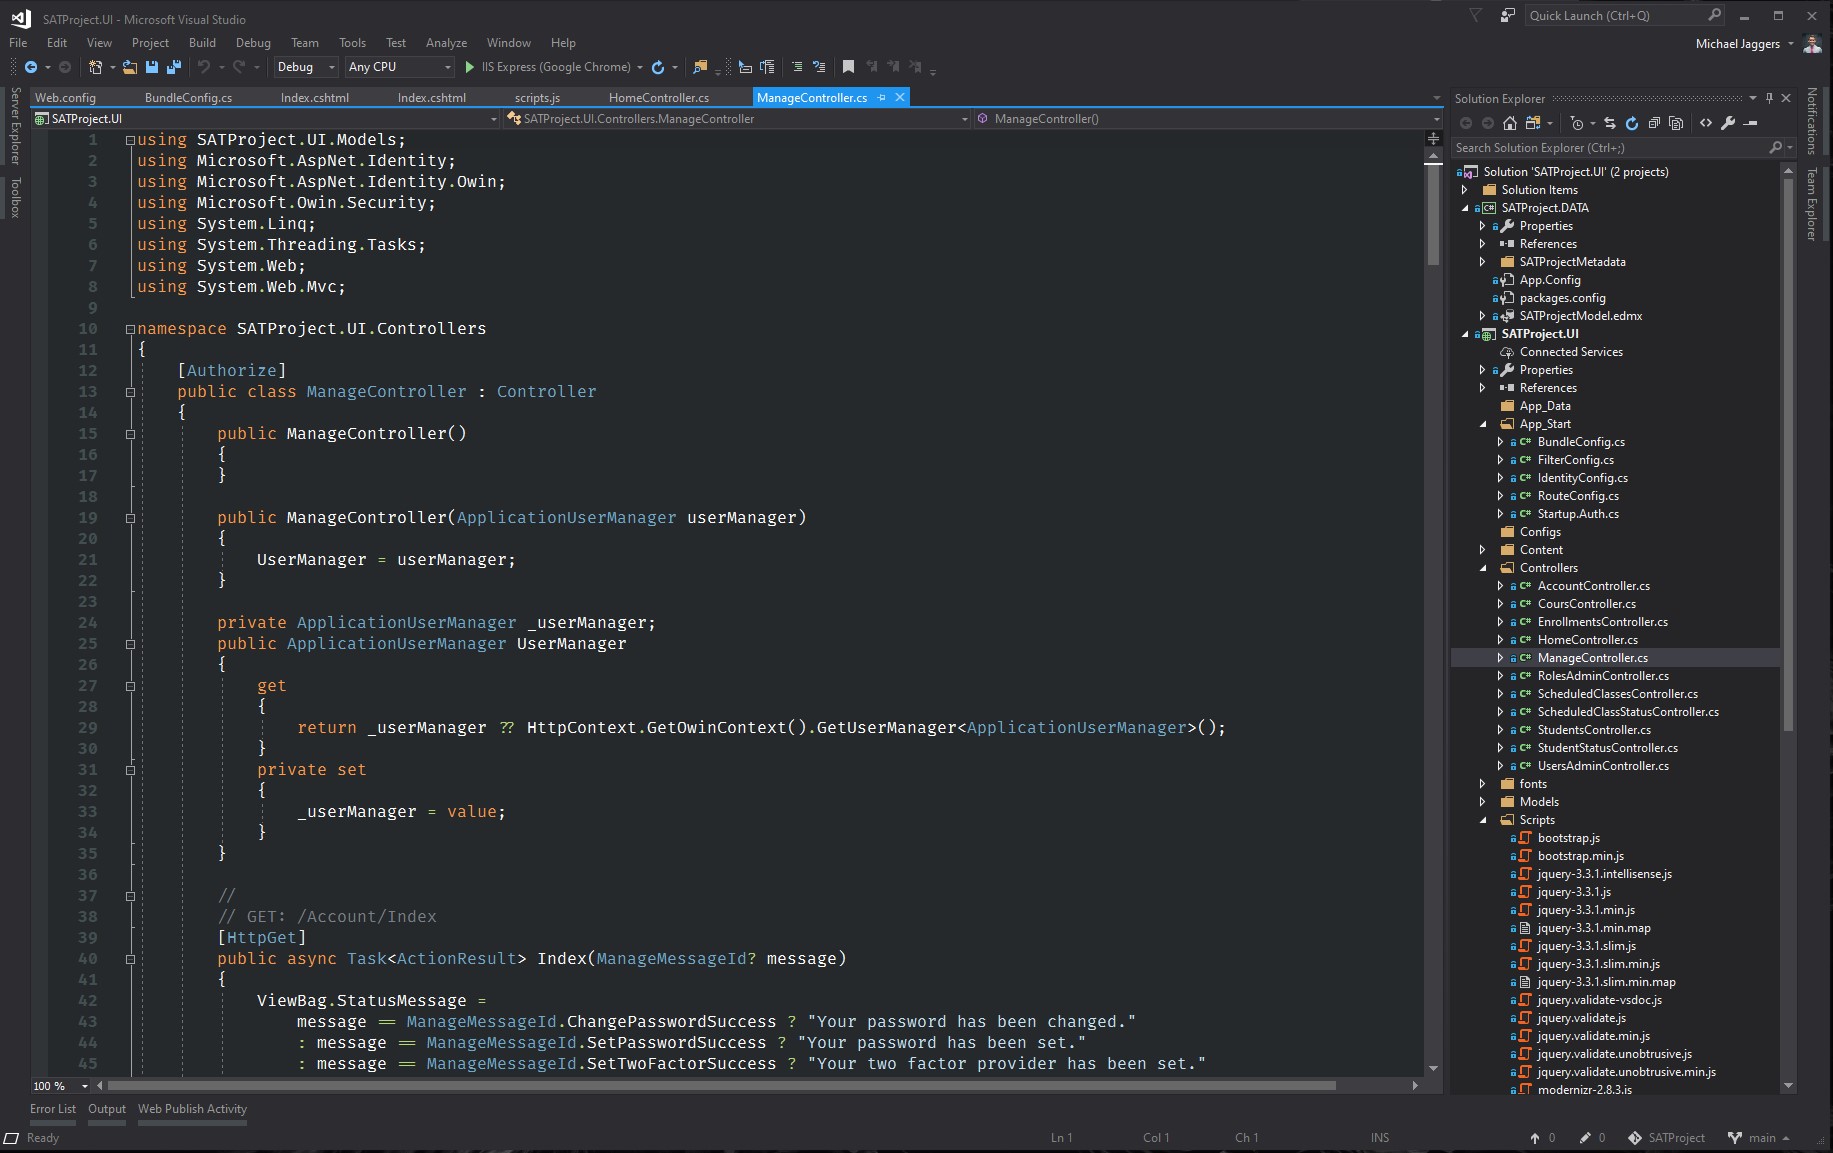 SATProject.UI - Microsoft Visual Studio
Quick Launch (Ctrl+Q)
File Edit View Project Build Debug Team Tools Test Analyze Window Help
Michael Jaggers
Debug Any CPU IIS Express (Google Chrome)
Server Explorer
Toolbox
Web.config BundleConfig.cs Index.cshtml Index.cshtml scripts.js HomeController.cs ManageController.cs
SATProject.UI SATProject.UI.Controllers.ManageController ManageController()
1 using SATProject.UI.Models;
2 using Microsoft.AspNet.Identity;
3 using Microsoft.AspNet.Identity.Owin;
4 using Microsoft.Owin.Security;
5 using System.Linq;
6 using System.Threading.Tasks;
7 using System.Web;
8 using System.Web.Mvc;
9
10 namespace SATProject.UI.Controllers
11 {
12 [Authorize]
13 public class ManageController : Controller
14 {
15 public ManageController()
16 {
17 }
18
19 public ManageController(ApplicationUserManager userManager)
20 {
21 UserManager = userManager;
22 }
23
24 private ApplicationUserManager _userManager;
25 public ApplicationUserManager UserManager
26 {
27 get
28 {
29 return _userManager ?? HttpContext.GetOwinContext().GetUserManager<ApplicationUserManager>();
30 }
31 private set
32 {
33 _userManager = value;
34 }
35 }
36
37 //
38 // GET: /Account/Index
39 [HttpGet]
40 public async Task<ActionResult> Index(ManageMessageId? message)
41 {
42 ViewBag.StatusMessage =
43 message == ManageMessageId.ChangePasswordSuccess ? "Your password has been changed."
44 : message == ManageMessageId.SetPasswordSuccess ? "Your password has been set."
45 : message == ManageMessageId.SetTwoFactorSuccess ? "Your two factor provider has been set."
100 %
Solution Explorer
Search Solution Explorer (Ctrl+;)
Solution 'SATProject.UI' (2 projects)
Solution Items
SATProject.DATA
Properties
References
SATProjectMetadata
App.Config
packages.config
SATProjectModel.edmx
SATProject.UI
Connected Services
Properties
References
App_Data
App_Start
BundleConfig.cs
FilterConfig.cs
IdentityConfig.cs
RouteConfig.cs
Startup.Auth.cs
Configs
Content
Controllers
AccountController.cs
CoursController.cs
EnrollmentsController.cs
HomeController.cs
ManageController.cs
RolesAdminController.cs
ScheduledClassesController.cs
ScheduledClassStatusController.cs
StudentsController.cs
StudentStatusController.cs
UsersAdminController.cs
fonts
Models
Scripts
bootstrap.js
bootstrap.min.js
jquery-3.3.1.intellisense.js
jquery-3.3.1.js
jquery-3.3.1.min.js
jquery-3.3.1.min.map
jquery-3.3.1.slim.js
jquery-3.3.1.slim.min.js
jquery-3.3.1.slim.min.map
jquery.validate-vsdoc.js
jquery.validate.js
jquery.validate.min.js
jquery.validate.unobtrusive.js
jquery.validate.unobtrusive.min.js
modernizr-2.8.3.js
Notifications
Team Explorer
Error List Output Web Publish Activity
Ready Ln 1 Col 1 Ch 1 INS 0 0 SATProject main